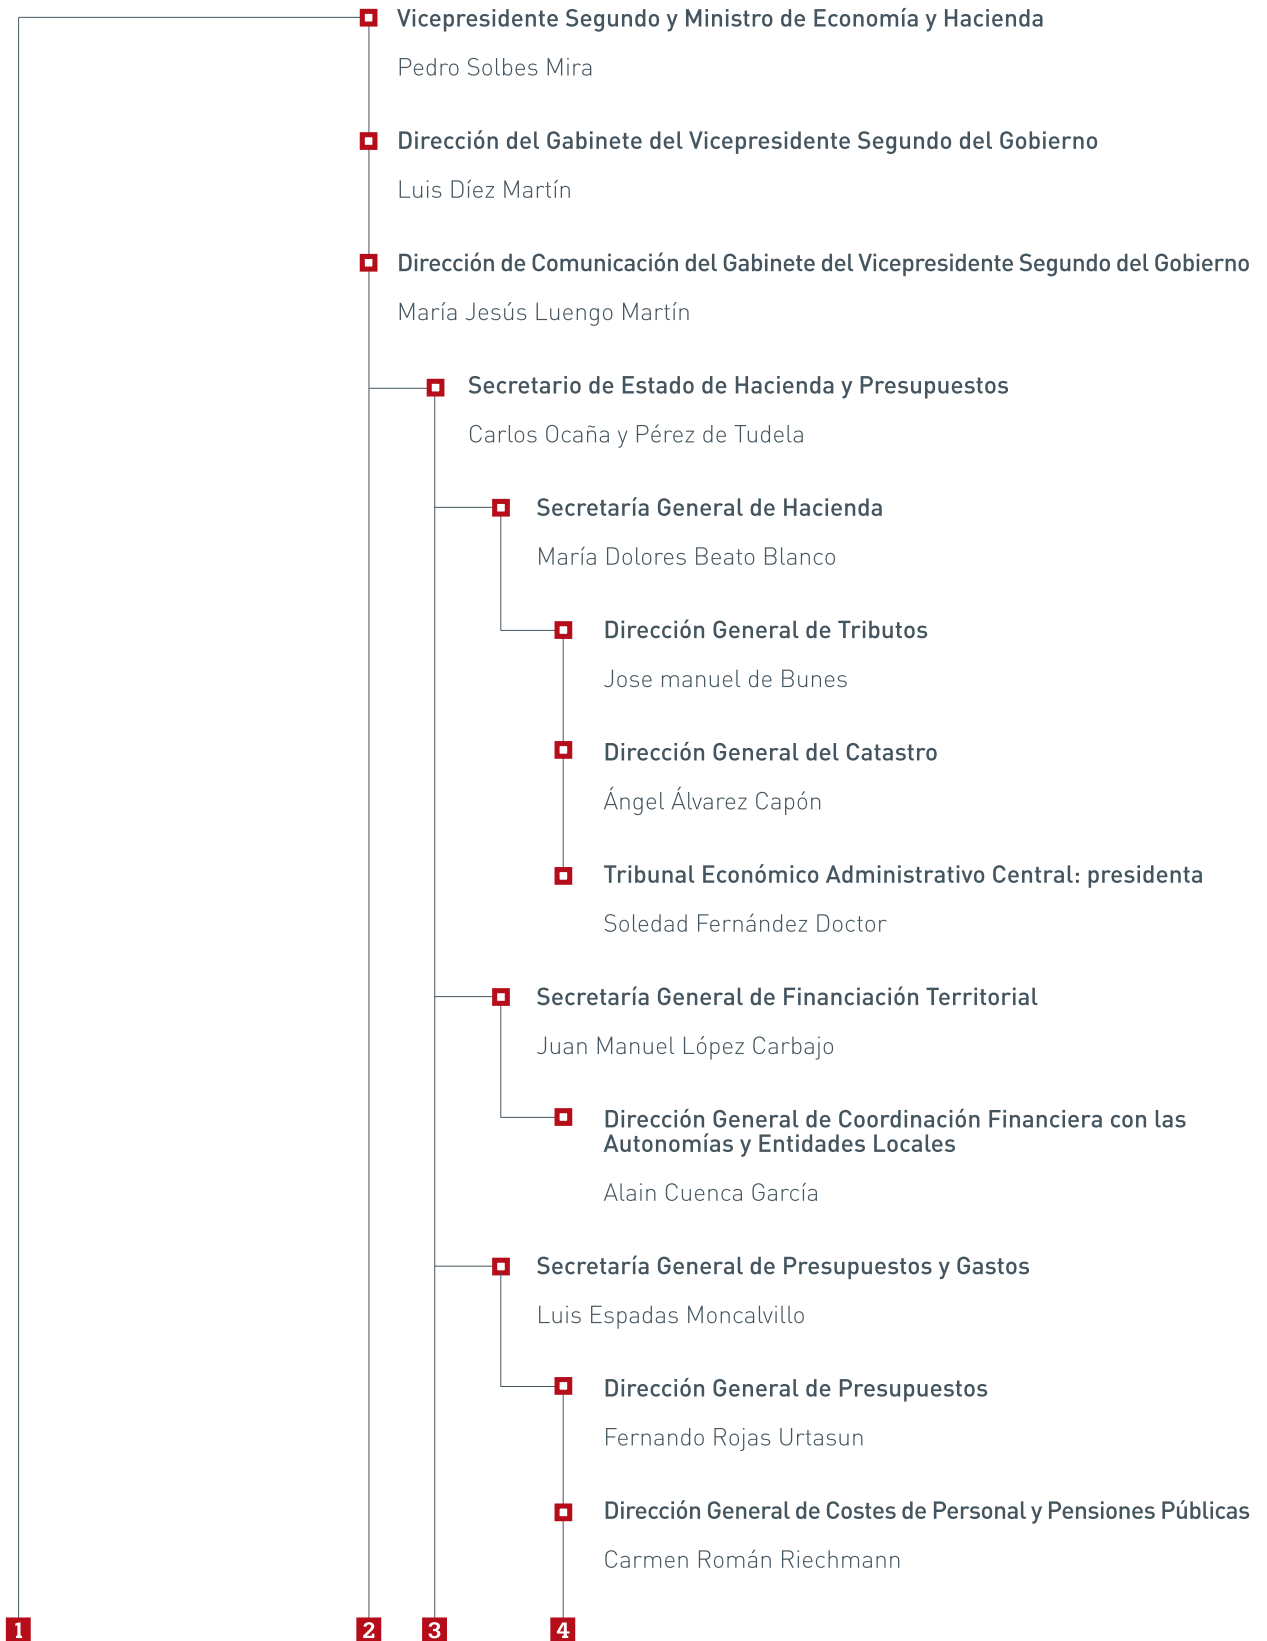 Vicepresidente Segundo y Ministro de Economía y Hacienda
Pedro Solbes Mira
Dirección del Gabinete del Vicepresidente Segundo del Gobierno
Luis Díez Martín
Dirección de Comunicación del Gabinete del Vicepresidente Segundo del Gobierno
María Jesús Luengo Martín
Secretario de Estado de Hacienda y Presupuestos
Carlos Ocaña y Pérez de Tudela
Secretaría General de Hacienda
María Dolores Beato Blanco
Dirección General de Tributos
Jose manuel de Bunes
Dirección General del Catastro
Ángel Álvarez Capón
Tribunal Económico Administrativo Central: presidenta
Soledad Fernández Doctor
Secretaría General de Financiación Territorial
Juan Manuel López Carbajo
Dirección General de Coordinación Financiera con las
Autonomías y Entidades Locales
Alain Cuenca García
Secretaría General de Presupuestos y Gastos
Luis Espadas Moncalvillo
Dirección General de Presupuestos
Fernando Rojas Urtasun
Dirección General de Costes de Personal y Pensiones Públicas
Carmen Román Riechmann
1 2 3 4